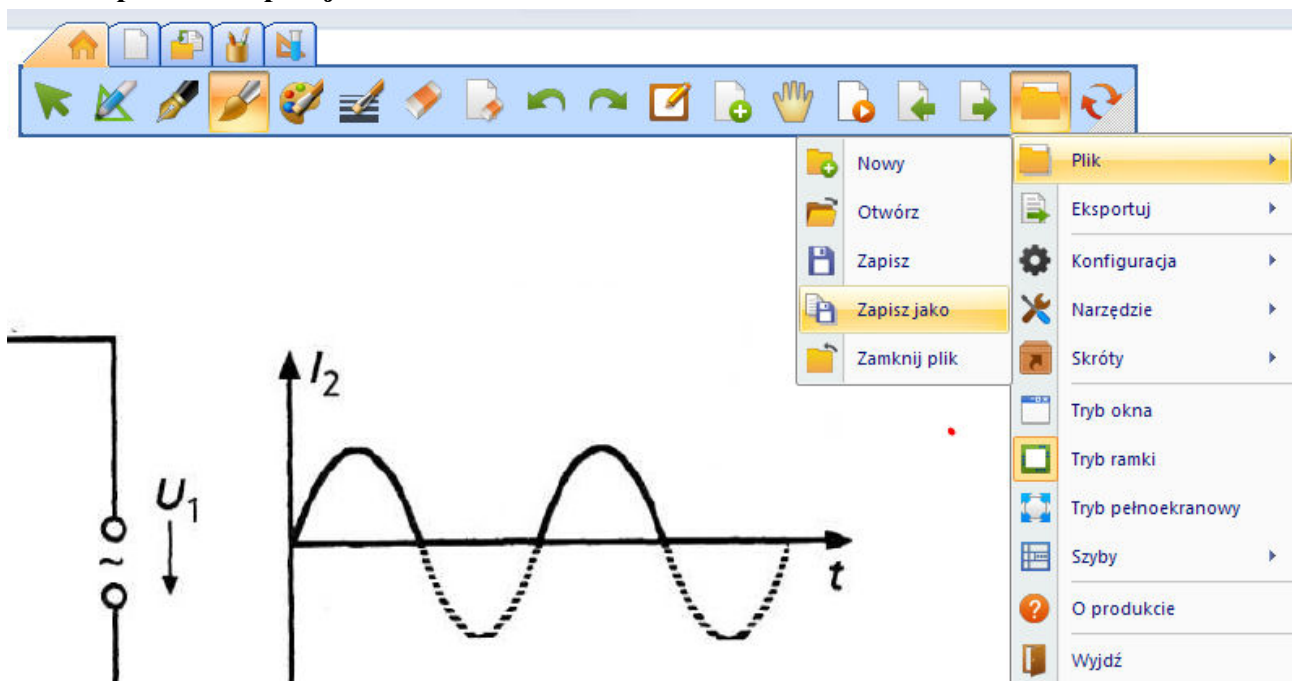 Nowy
Otwórz
Zapisz
Zapisz jako
Zamknij plik
Plik
Eksportuj
Konfiguracja
Narzędzie
Skróty
Tryb okna
Tryb ramki
Tryb pełnoekranowy
Szyby
O produkcie
Wyjdź
I2
U1
~
t